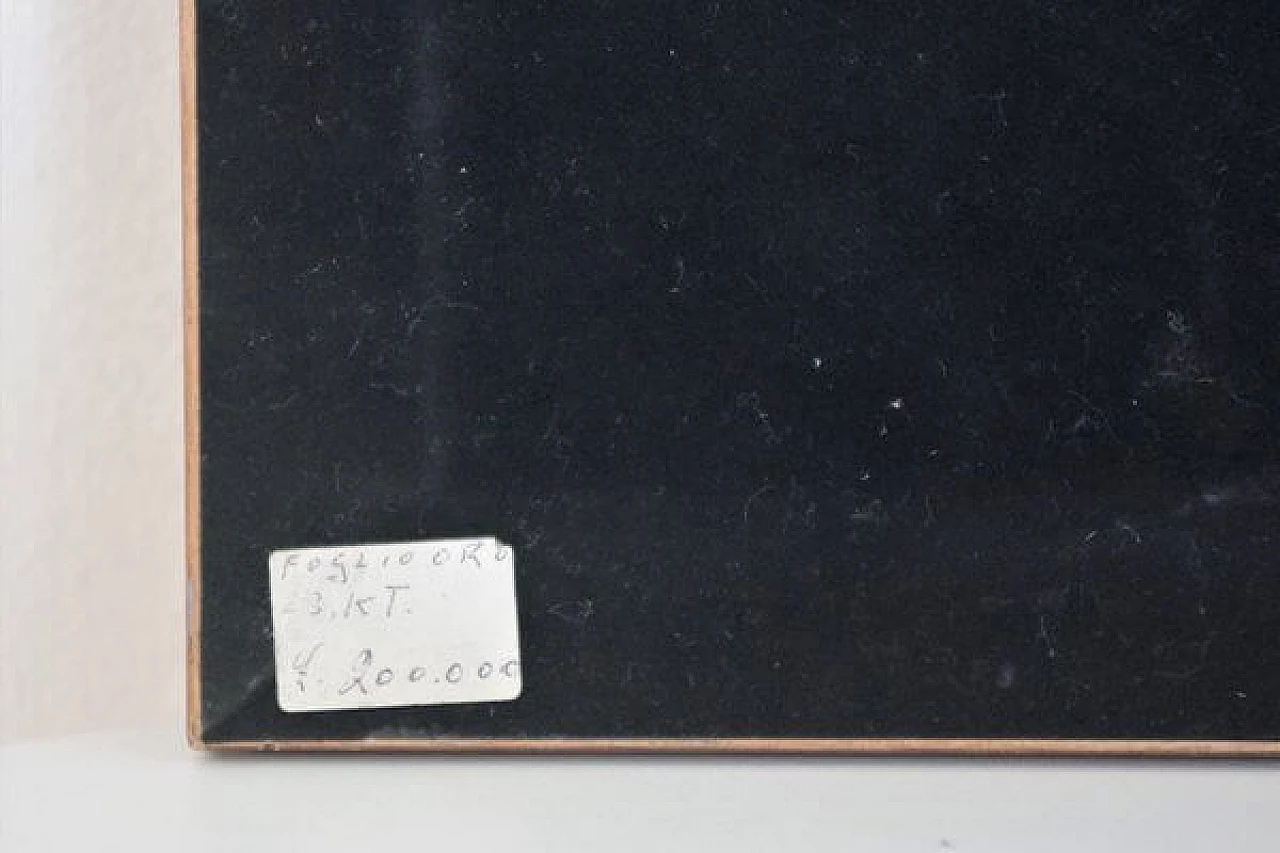 FOGLIO ORO
23.KT.
£. 200.000